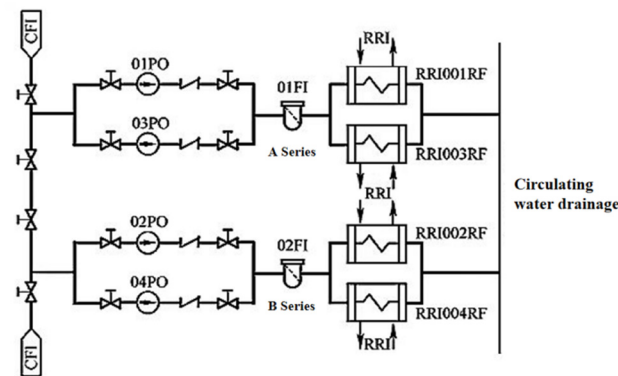 CFI
RRI
01PO
RRI001RF
01FI
03PO
A Series
RRI003RF
RRI
Circulating
water drainage
02PO
RRI002RF
02FI
04PO
B Series
RRI004RF
RRI
CFI